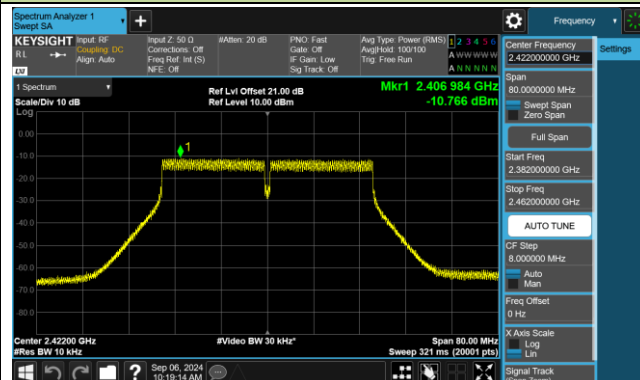 Spectrum Analyzer 1
Swept SA
+
Frequency
KEYSIGHT
RL
LXI
Input: RF
Coupling: DC
Align: Auto
Input Z: 50 Ω
Corrections: Off
Freq Ref: Int (S)
NFE: Off
#Atten: 20 dB
PNO: Fast
Gate: Off
IF Gain: Low
Sig Track: Off
Avg Type: Power (RMS)
Avg|Hold: 100/100
Trig: Free Run
1 2 3 4 5 6
A W W W W W
A N N N N N
1 Spectrum
Scale/Div 10 dB
Log
Ref Lvl Offset 21.00 dB
Ref Level 10.00 dBm
Mkr1 2.406 984 GHz
-10.766 dBm
1
0.00
-10.0
-20.0
-30.0
-40.0
-50.0
-60.0
-70.0
-80.0
Center 2.42200 GHz
#Res BW 10 kHz
#Video BW 30 kHz*
Span 80.00 MHz
Sweep 321 ms (20001 pts)
Sep 06, 2024
10:19:14 AM
?
Center Frequency
2.422000000 GHz
Span
80.0000000 MHz
Swept Span
Zero Span
Full Span
Start Freq
2.382000000 GHz
Stop Freq
2.462000000 GHz
AUTO TUNE
CF Step
8.000000 MHz
Auto
Man
Freq Offset
0 Hz
X Axis Scale
Log
Lin
Signal Track
Settings